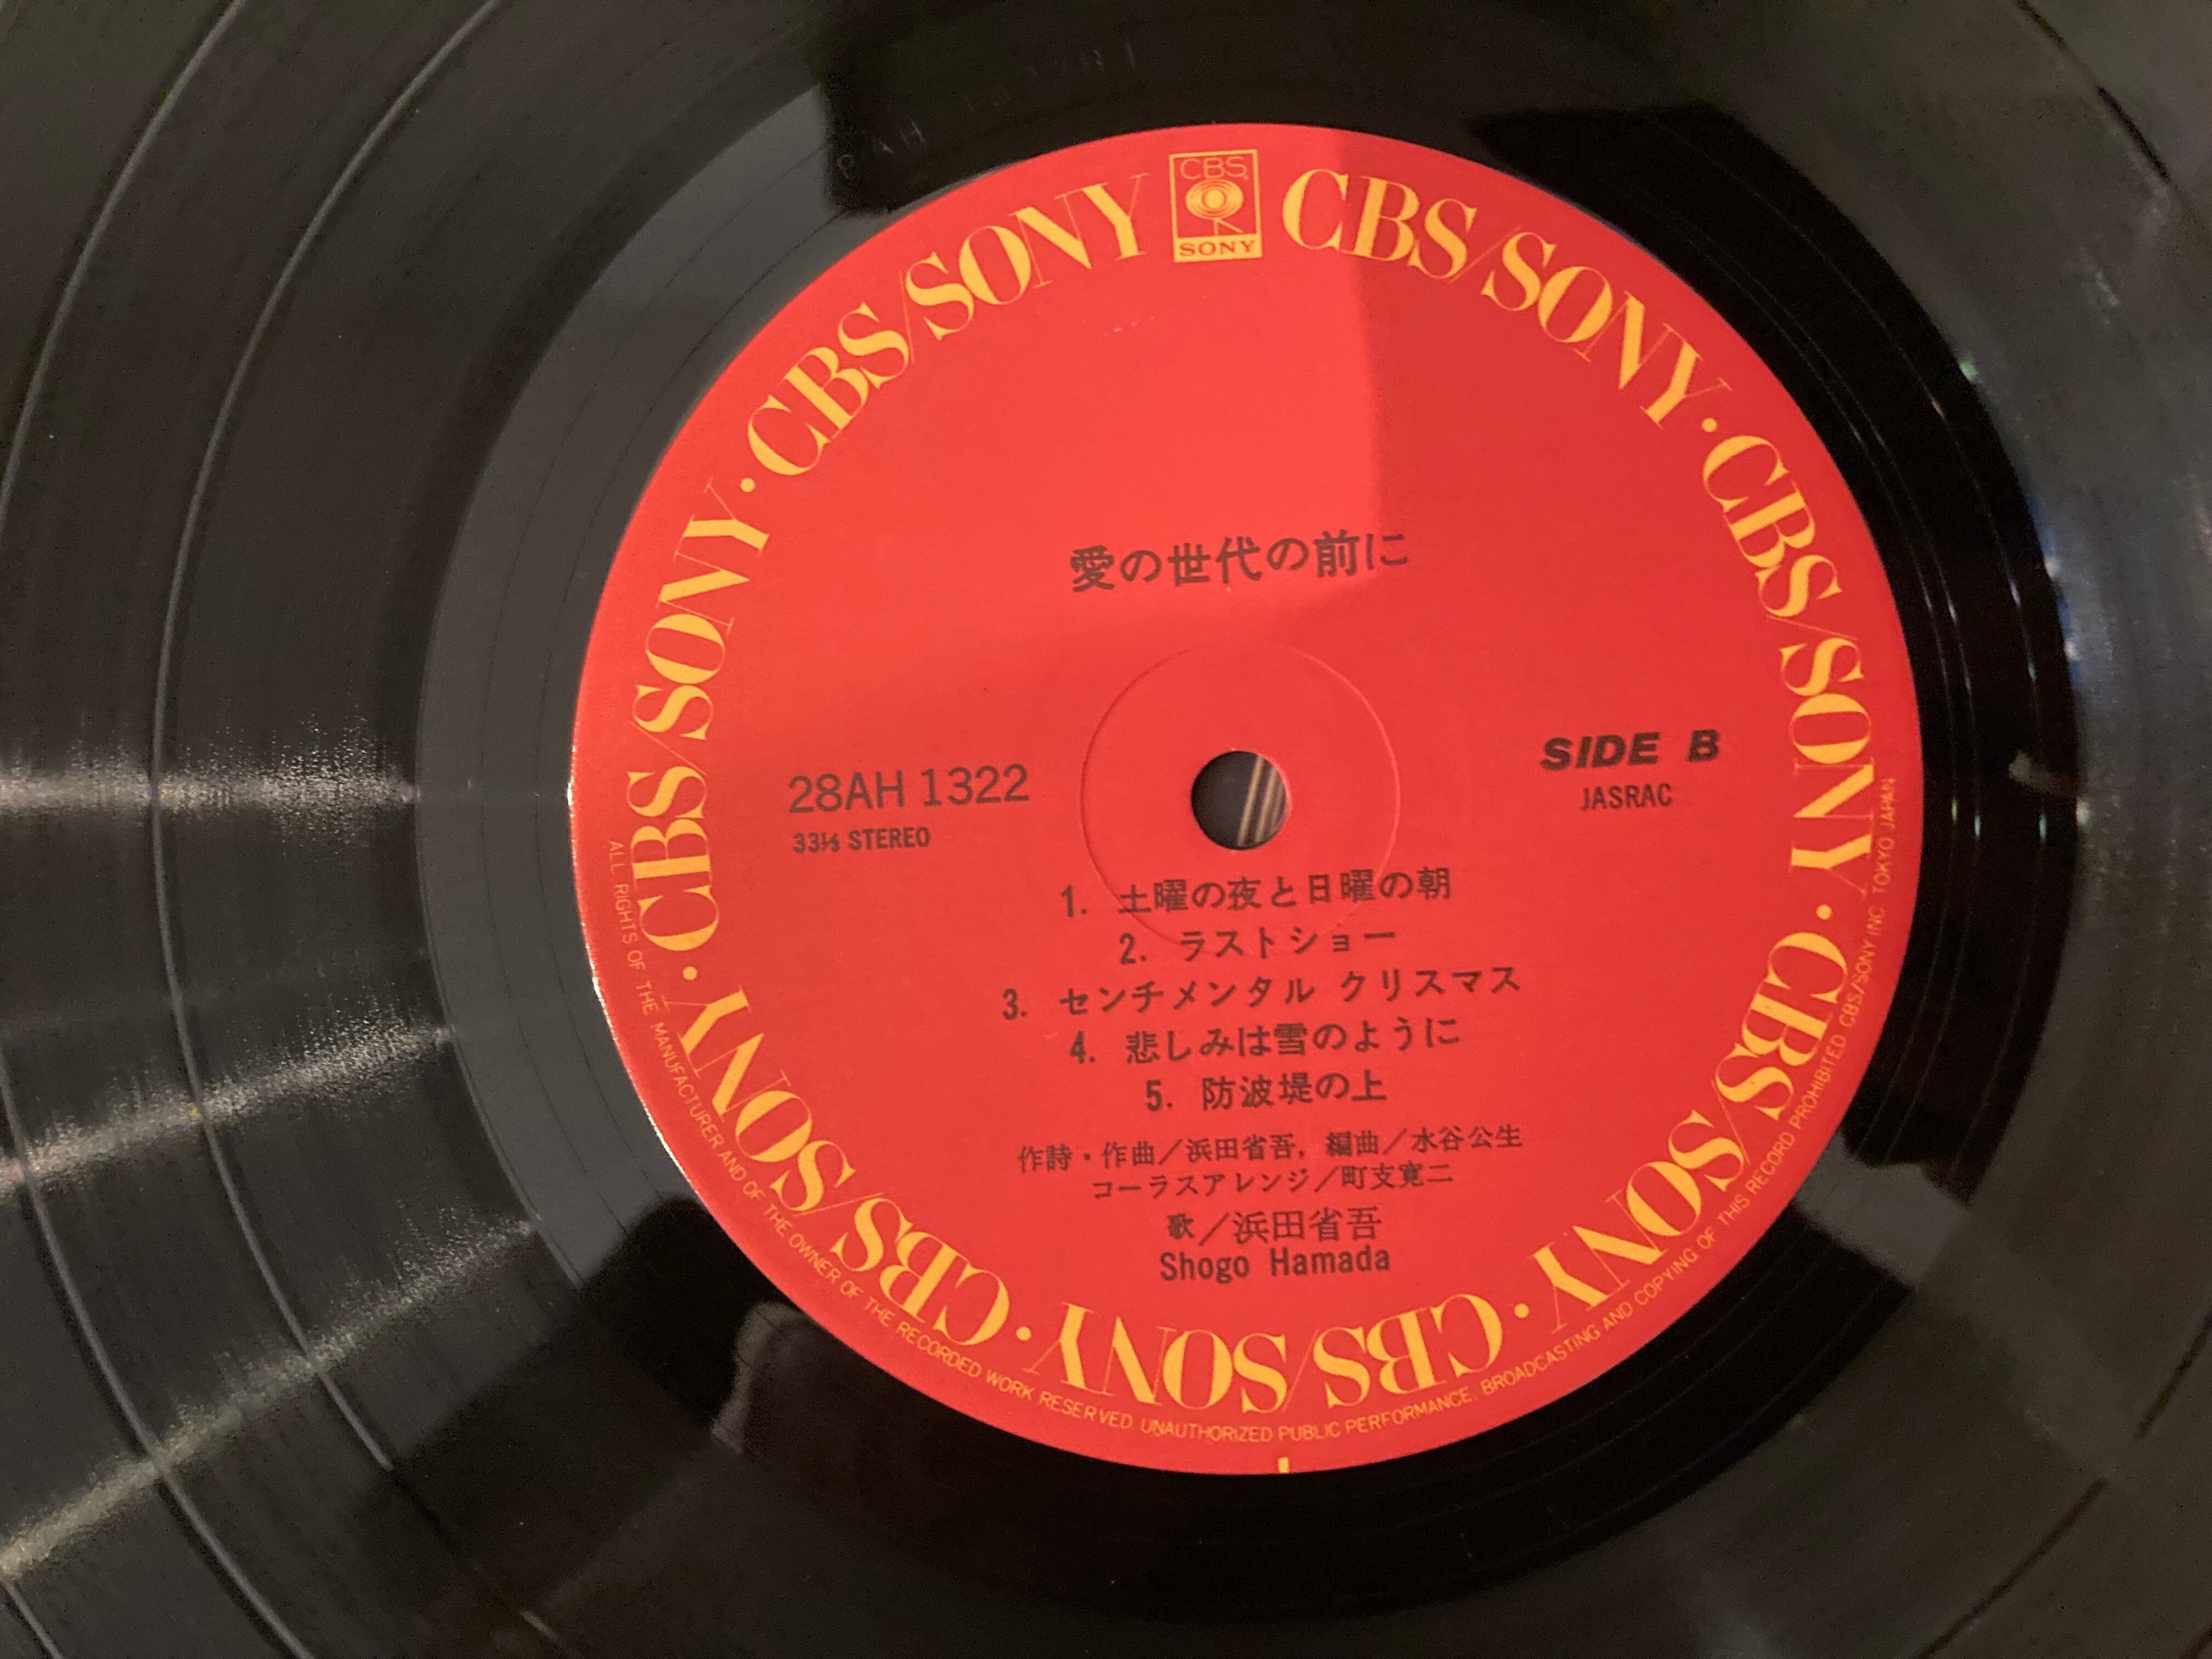 CBS
SONY
CBS/SONY · CBS/SONY · CBS/SONY · CBS/SONY · CBS/SONY · CBS/SONY · CBS/SONY · CBS/SONY
愛の世代の前に
28AH 1322
33⅓ STEREO
SIDE B
JASRAC
1. 土曜の夜と日曜の朝
2. ラストショー
3. センチメンタル クリスマス
4. 悲しみは雪のように
5. 防波堤の上
作詩・作曲／浜田省吾, 編曲／水谷公生
コーラスアレンジ／町支寛二
歌／浜田省吾
Shogo Hamada
ALL RIGHTS OF THE MANUFACTURER AND OF THE OWNER OF THE RECORDED WORK RESERVED. UNAUTHORIZED PUBLIC PERFORMANCE, BROADCASTING AND COPYING OF THIS RECORD PROHIBITED CBS/SONY INC. TOKYO JAPAN